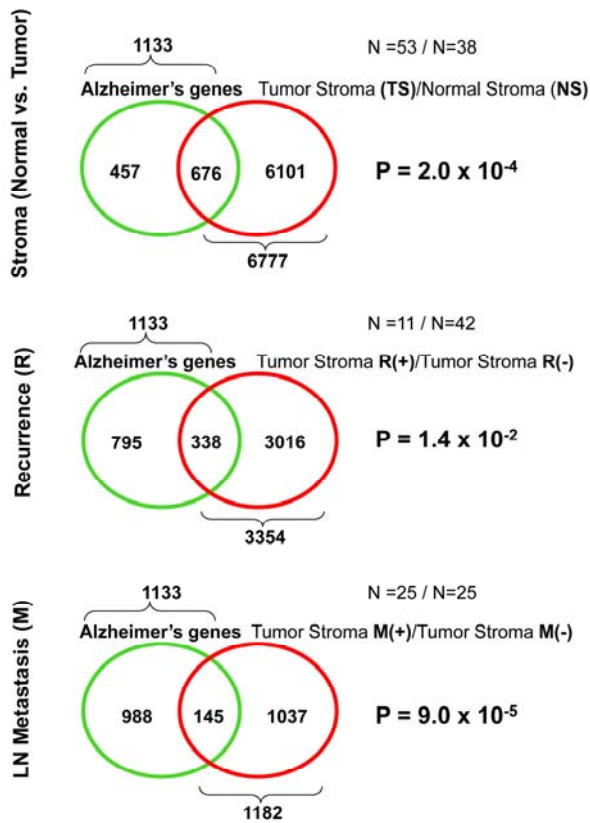 Stroma (Normal vs. Tumor)
1133
N =53 / N=38
Alzheimer's genes
Tumor Stroma (TS)/Normal Stroma (NS)
457
676
6101
P = 2.0 x 10-4
6777
Recurrence (R)
1133
N =11 / N=42
Alzheimer's genes
Tumor Stroma R(+)/Tumor Stroma R(-)
795
338
3016
P = 1.4 x 10-2
3354
LN Metastasis (M)
1133
N =25 / N=25
Alzheimer's genes
Tumor Stroma M(+)/Tumor Stroma M(-)
988
145
1037
P = 9.0 x 10-5
1182